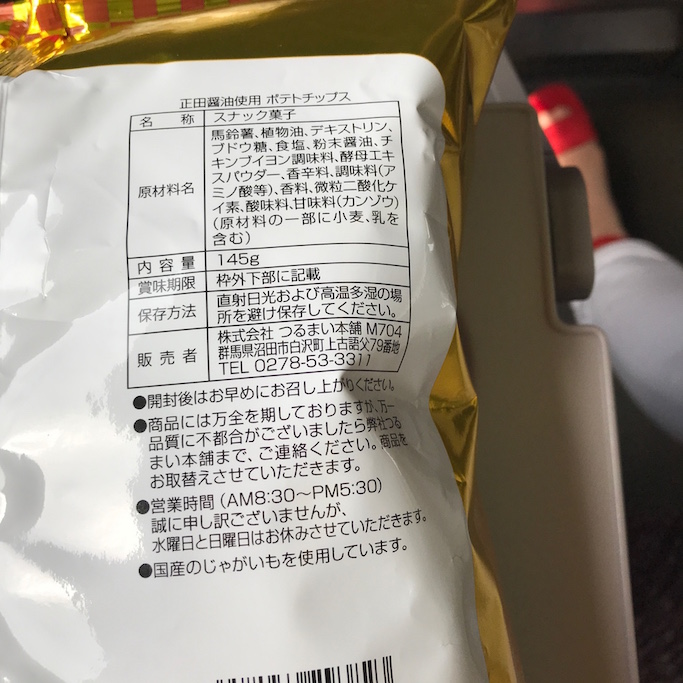 正田醤油使用 ポテトチップス
名 称 スナック菓子
原材料名 馬鈴薯、植物油、デキストリン、
ブドウ糖、食塩、粉末醤油、チ
キンブイヨン調味料、酵母エキ
スパウダー、香辛料、調味料(ア
ミノ酸等)、香料、微粒二酸化ケ
イ素、酸味料、甘味料(カンゾウ)
(原材料の一部に小麦、乳を
含む)
内 容 量 145g
賞味期限 枠外下部に記載
保存方法 直射日光および高温多湿の場
所を避け保存してください。
販 売 者 株式会社 つるまい本舗 M704
群馬県沼田市白沢町上古語父79番地
TEL 0278-53-3311
●開封後はお早めにお召し上がりください。
●商品には万全を期しておりますが、万一
品質に不都合がございましたら弊社つる
まい本舗まで、ご連絡ください。商品を
お取替えさせていただきます。
●営業時間(AM8:30~PM5:30)
誠に申し訳ございませんが、
水曜日と日曜日はお休みさせていただきます。
●国産のじゃがいもを使用しています。